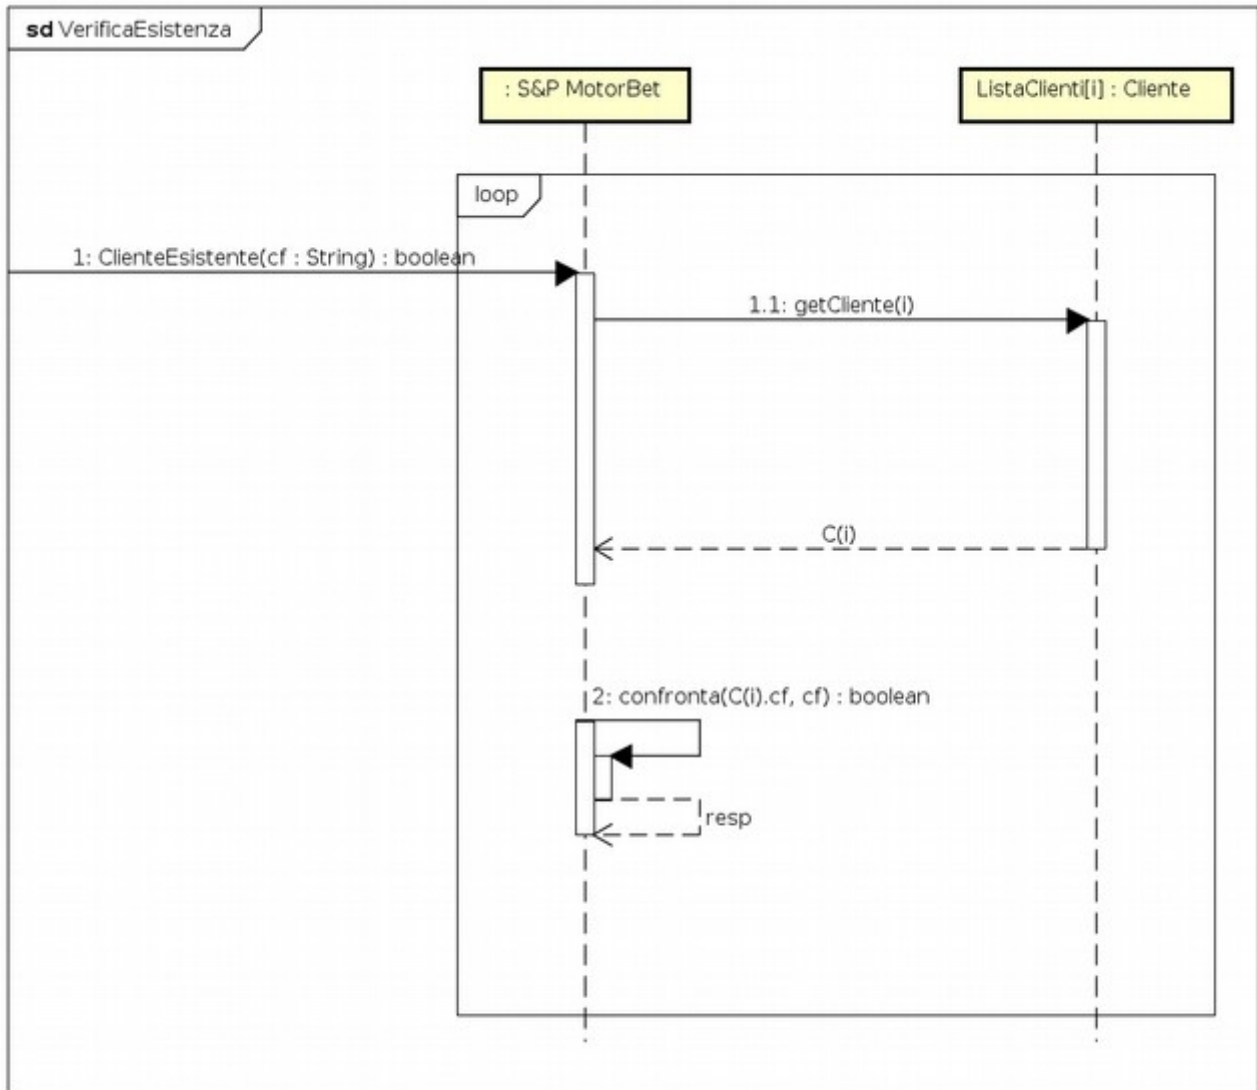 sd VerificaEsistenza
: S&P MotorBet
ListaClienti[i] : Cliente
loop
1: ClienteEsistente(cf : String) : boolean
1.1: getCliente(i)
C(i)
2: confronta(C(i).cf, cf) : boolean
resp